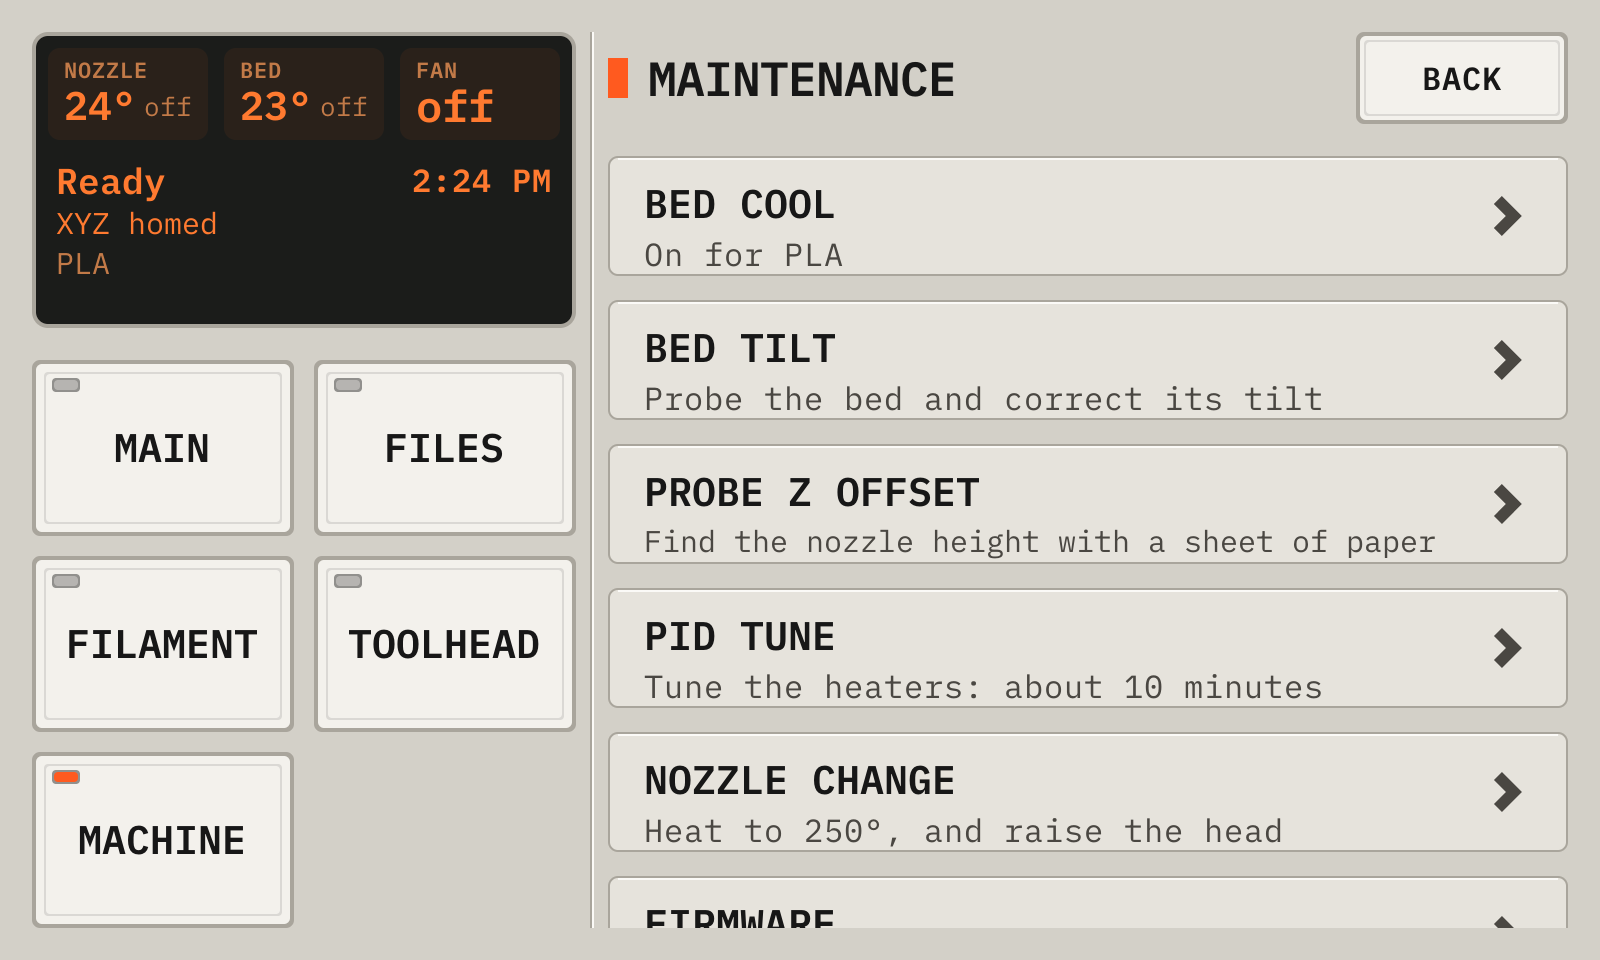 NOZZLE
24° off
BED
23° off
FAN
off
Ready
2:24 PM
XYZ homed
PLA
MAIN
FILES
FILAMENT
TOOLHEAD
MACHINE
MAINTENANCE
BACK
BED COOL
On for PLA
BED TILT
Probe the bed and correct its tilt
PROBE Z OFFSET
Find the nozzle height with a sheet of paper
PID TUNE
Tune the heaters: about 10 minutes
NOZZLE CHANGE
Heat to 250°, and raise the head
FIRMWARE